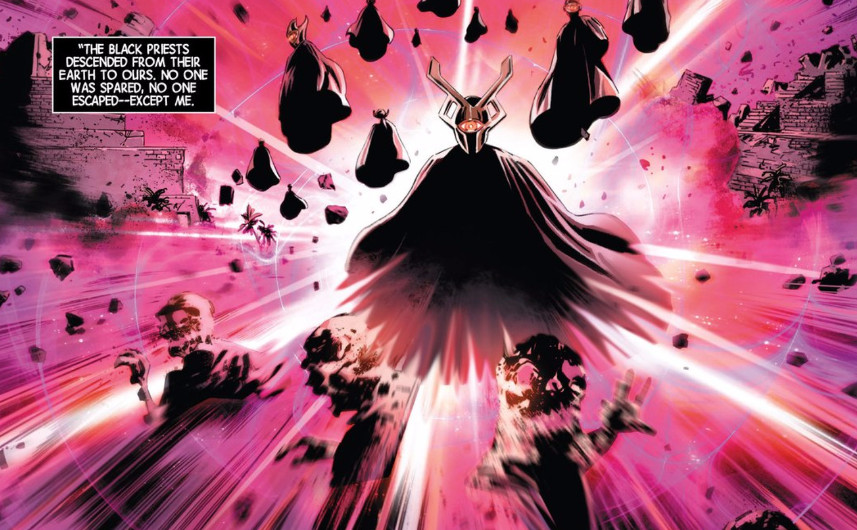 "THE BLACK PRIESTS
DESCENDED FROM THEIR
EARTH TO OURS. NO ONE
WAS SPARED, NO ONE
ESCAPED--EXCEPT ME.